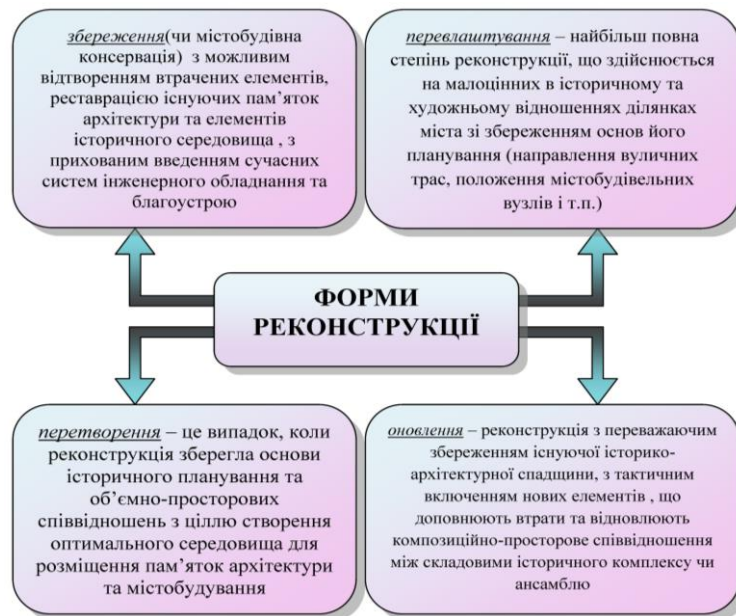 збереження(чи містобудівна
консервація) з можливим
відтворенням втрачених елементів,
реставрацією існуючих пам’яток
архітектури та елементів
історичного середовища , з
прихованим введенням сучасних
систем інженерного обладнання та
благоустрою
перевлаштування – найбільш повна
степінь реконструкції, що здійснюється
на малоцінних в історичному та
художньому відношеннях ділянках
міста зі збереженням основ його
планування (направлення вуличних
трас, положення містобудівельних
вузлів і т.п.)
ФОРМИ
РЕКОНСТРУКЦІЇ
перетворення – це випадок, коли
реконструкція зберегла основи
історичного планування та
об’ємно-просторових
співвідношень з ціллю створення
оптимального середовища для
розміщення пам’яток архітектури
та містобудування
оновлення – реконструкція з переважаючим
збереженням існуючої історико-
архітектурної спадщини, з тактичним
включенням нових елементів , що
доповнюють втрати та відновлюють
композиційно-просторове співвідношення
між складовими історичного комплексу чи
ансамблю